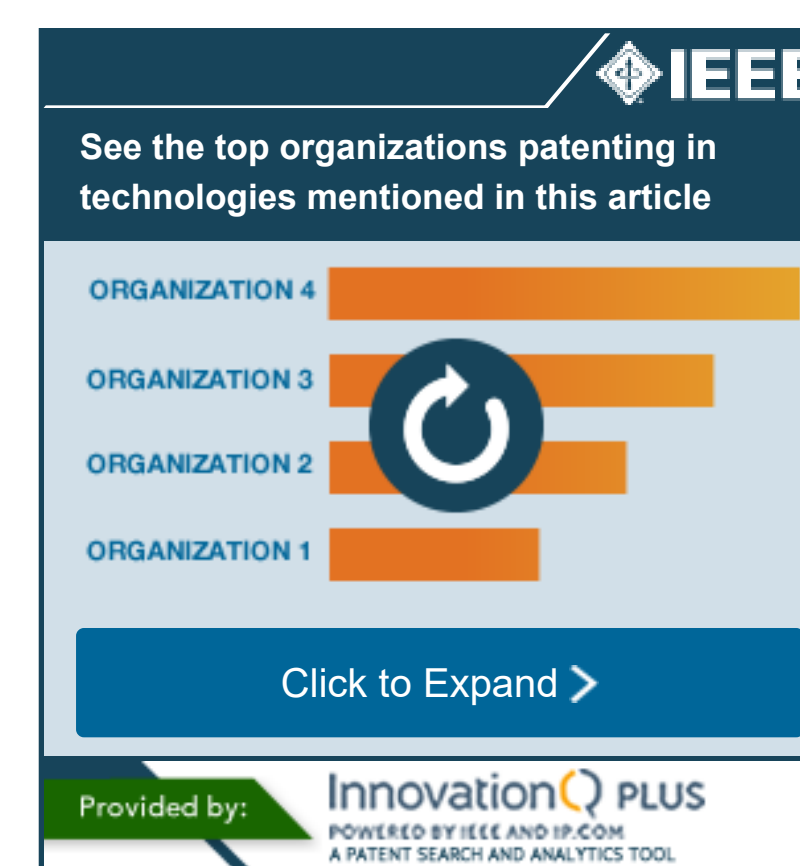 IEEE
See the top organizations patenting in
technologies mentioned in this article
ORGANIZATION 4
ORGANIZATION 3
ORGANIZATION 2
ORGANIZATION 1
Click to Expand
Provided by:
InnovationQ PLUS
POWERED BY IEEE AND IP.COM
A PATENT SEARCH AND ANALYTICS TOOL